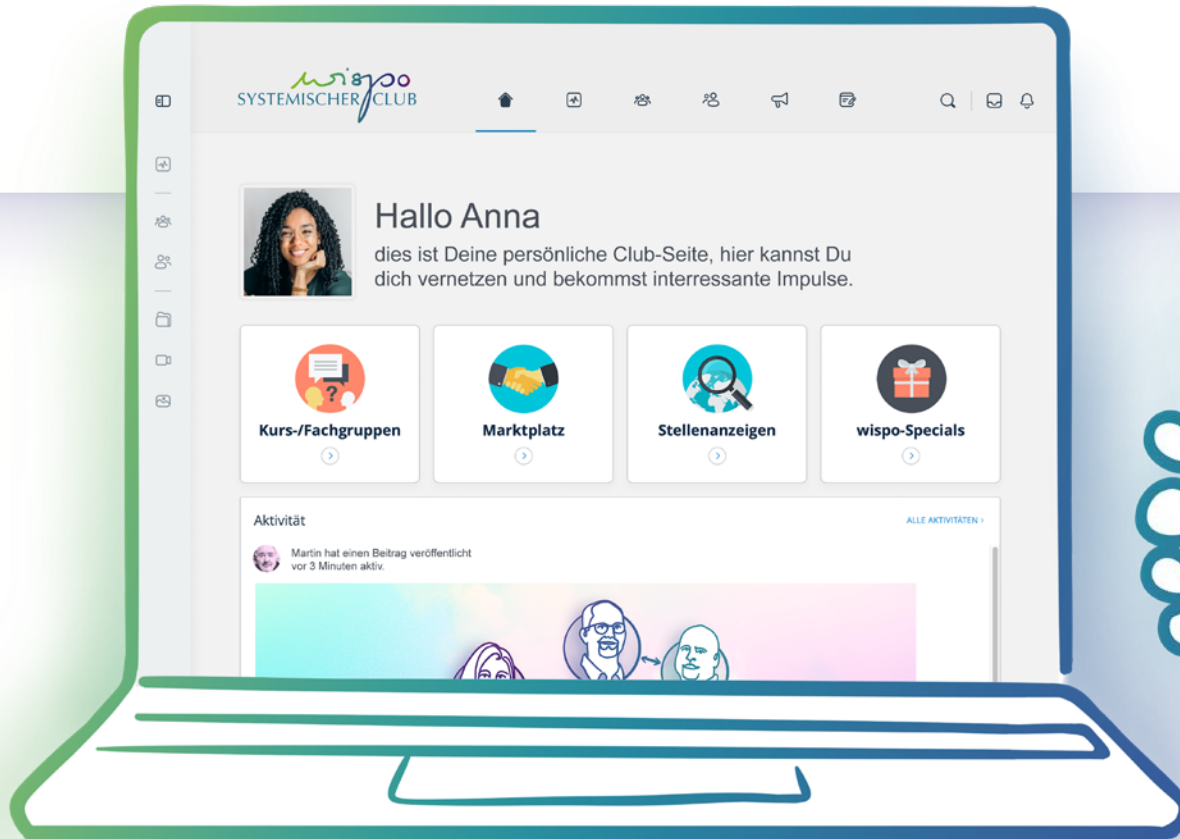 wispo
SYSTEMISCHER CLUB
Hallo Anna
dies ist Deine persönliche Club-Seite, hier kannst Du
dich vernetzen und bekommst interressante Impulse.
Kurs-/Fachgruppen
Marktplatz
Stellenanzeigen
wispo-Specials
Aktivität
ALLE AKTIVITÄTEN >
Martin hat einen Beitrag veröffentlicht
vor 3 Minuten aktiv.